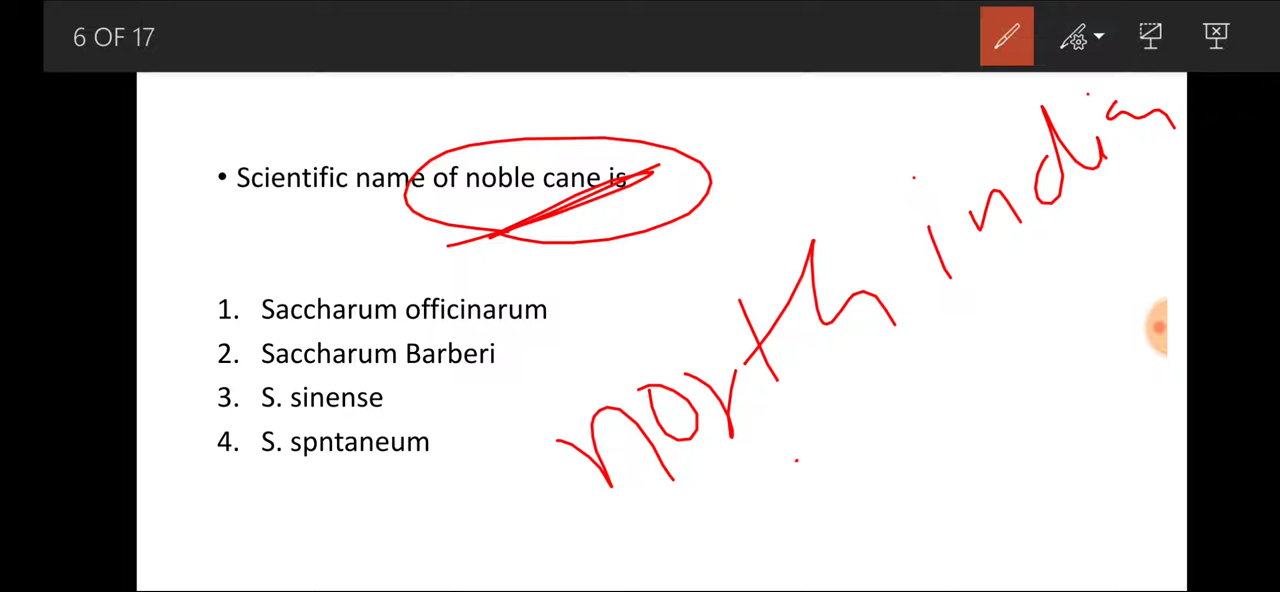 6 OF 17
• Scientific name of noble cane is
1. Saccharum officinarum
2. Saccharum Barberi
3. S. sinense
4. S. spntaneum
north indian